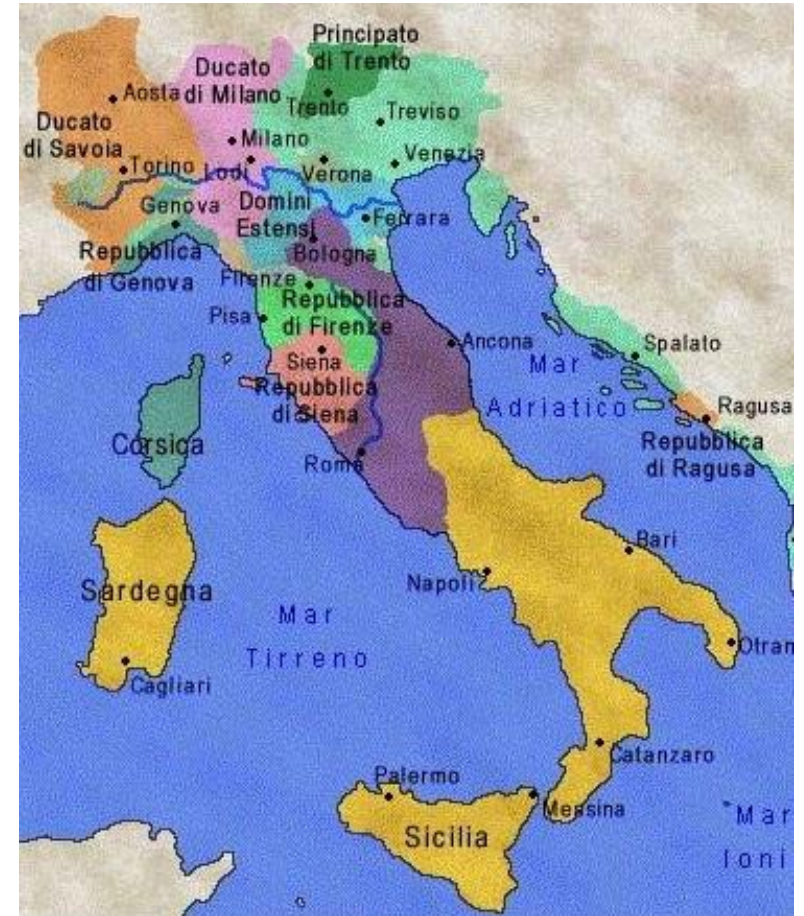 Principato
di Trento
Ducato
di Milano
Aosta
Trento
Treviso
Ducato
di Savoia
Milano
Torino
Lodi
Verona
Venezia
Genova
Domini
Estensi
Ferrara
Repubblica
di Genova
Bologna
Firenze
Repubblica
di Firenze
Pisa
Ancona
Spalato
Siena
Mar
Adriatico
Repubblica
di Siena
Ragusa
Corsica
Roma
Repubblica
di Ragusa
Bari
Napoli
Sardegna
Mar
Tirreno
Otran
Cagliari
Catanzaro
Palermo
Messina
Mar
Ioni
Sicilia